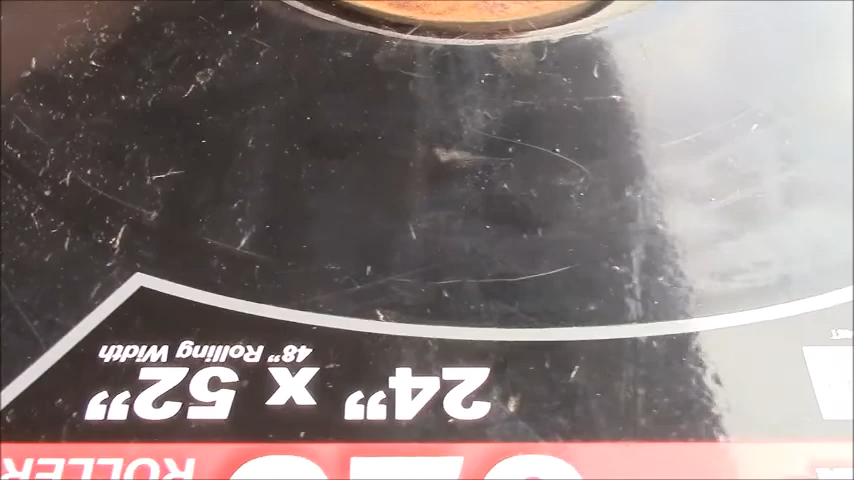 ROLLER
24” x 52”
48” Rolling Width